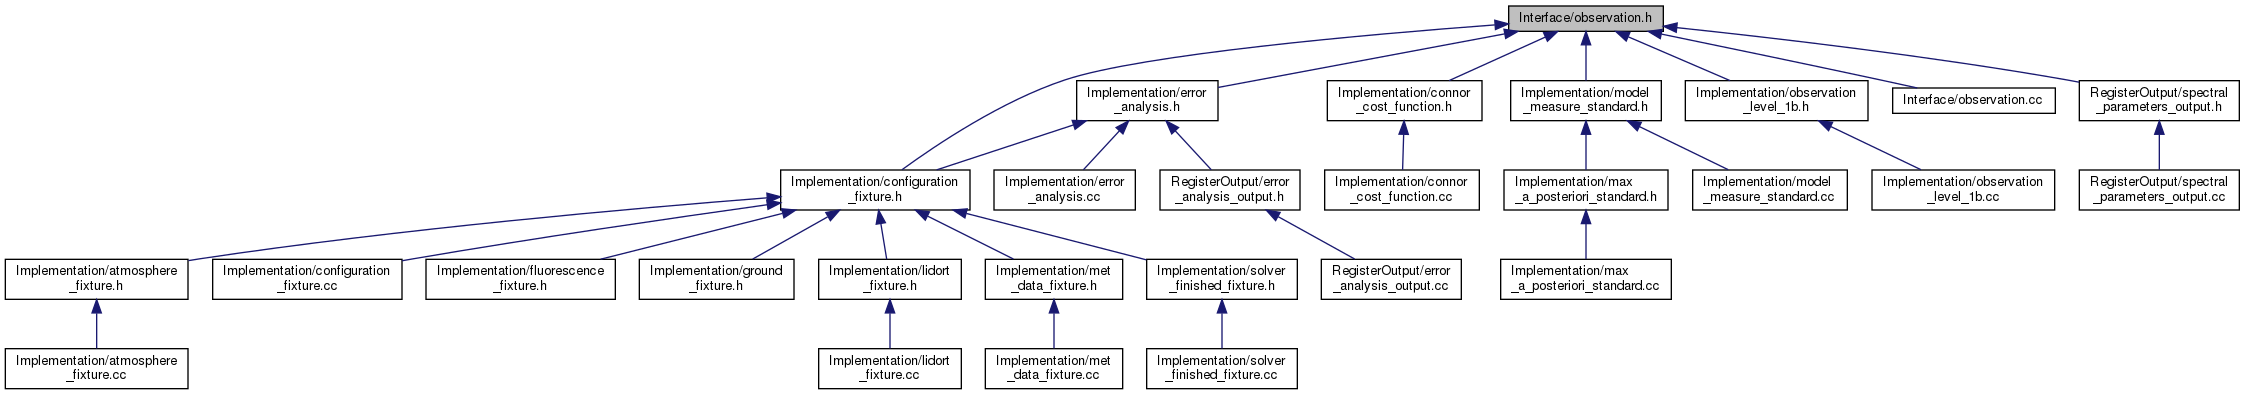 Interface/observation.h
Implementation/error
_analysis.h
Implementation/connor
_cost_function.h
Implementation/model
_measure_standard.h
Implementation/observation
_level_1b.h
Interface/observation.cc
RegisterOutput/spectral
_parameters_output.h
Implementation/configuration
_fixture.h
Implementation/error
_analysis.cc
RegisterOutput/error
_analysis_output.h
Implementation/connor
_cost_function.cc
Implementation/max
_a_posteriori_standard.h
Implementation/model
_measure_standard.cc
Implementation/observation
_level_1b.cc
RegisterOutput/spectral
_parameters_output.cc
Implementation/atmosphere
_fixture.h
Implementation/configuration
_fixture.cc
Implementation/fluorescence
_fixture.h
Implementation/ground
_fixture.h
Implementation/lidort
_fixture.h
Implementation/met
_data_fixture.h
Implementation/solver
_finished_fixture.h
RegisterOutput/error
_analysis_output.cc
Implementation/max
_a_posteriori_standard.cc
Implementation/atmosphere
_fixture.cc
Implementation/lidort
_fixture.cc
Implementation/met
_data_fixture.cc
Implementation/solver
_finished_fixture.cc